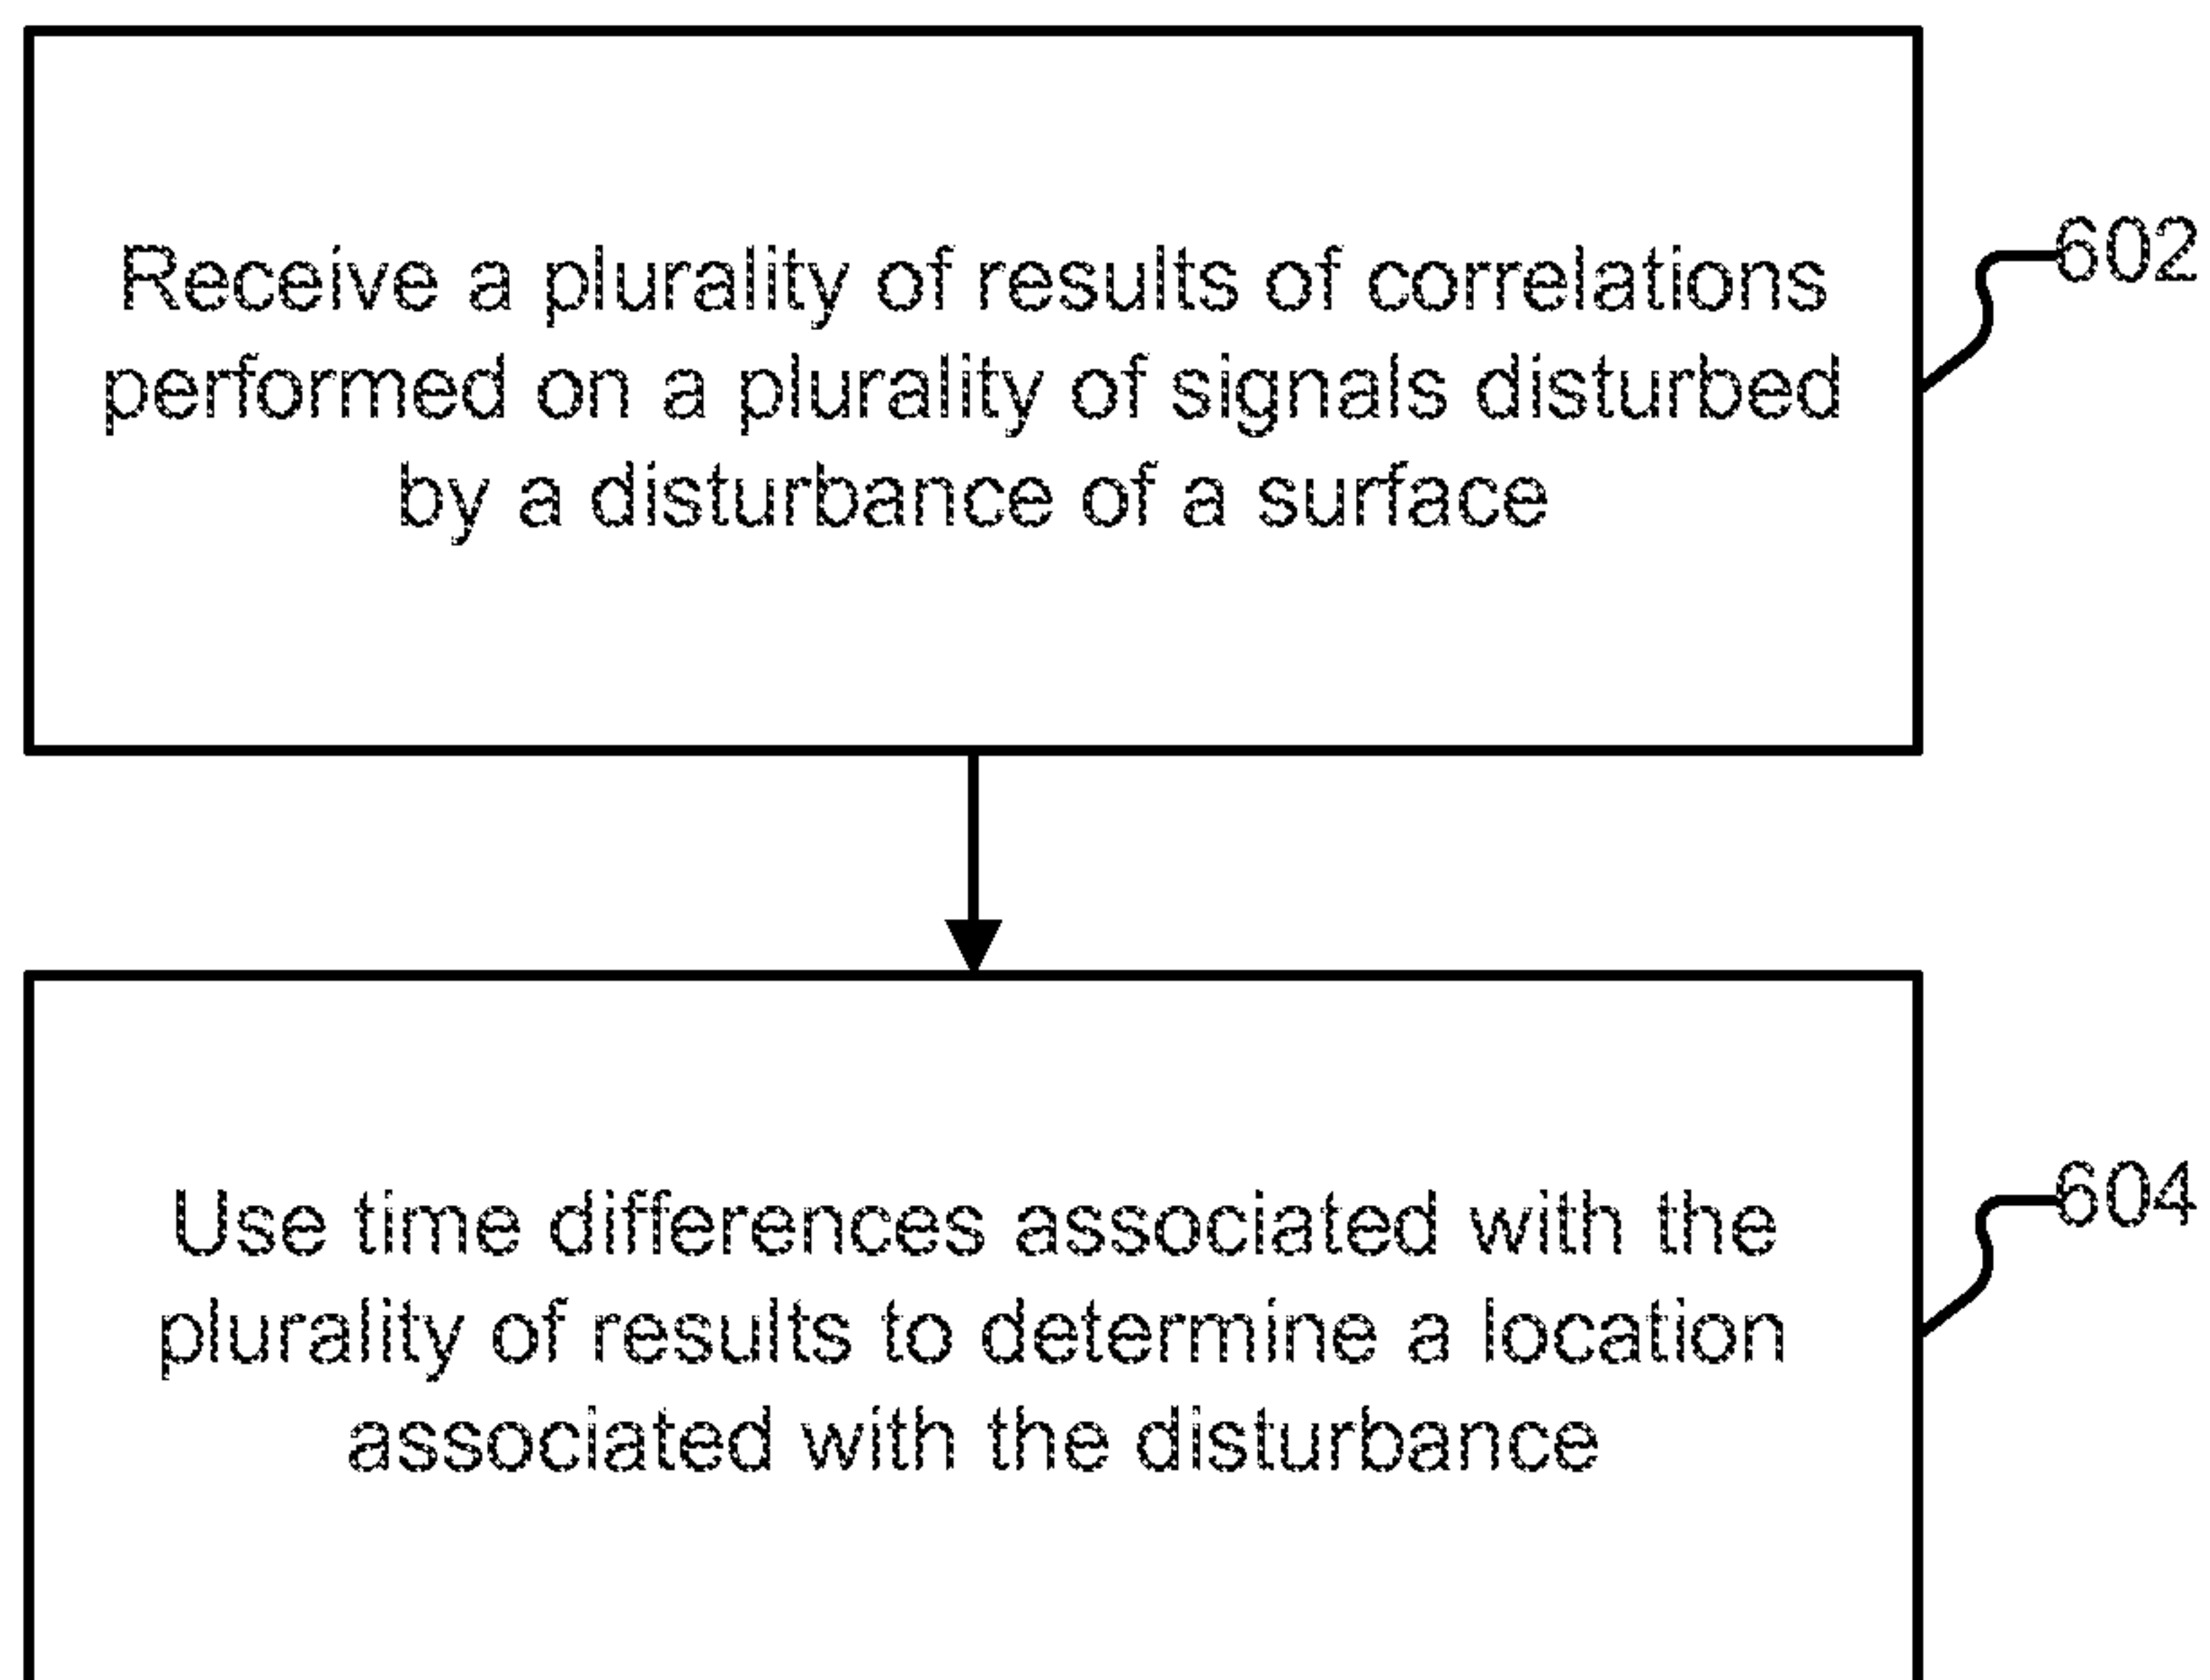 Receive a plurality of results of correlations
performed on a plurality of signals disturbed
by a disturbance of a surface
602
Use time differences associated with the
plurality of results to determine a location
associated with the disturbance
604